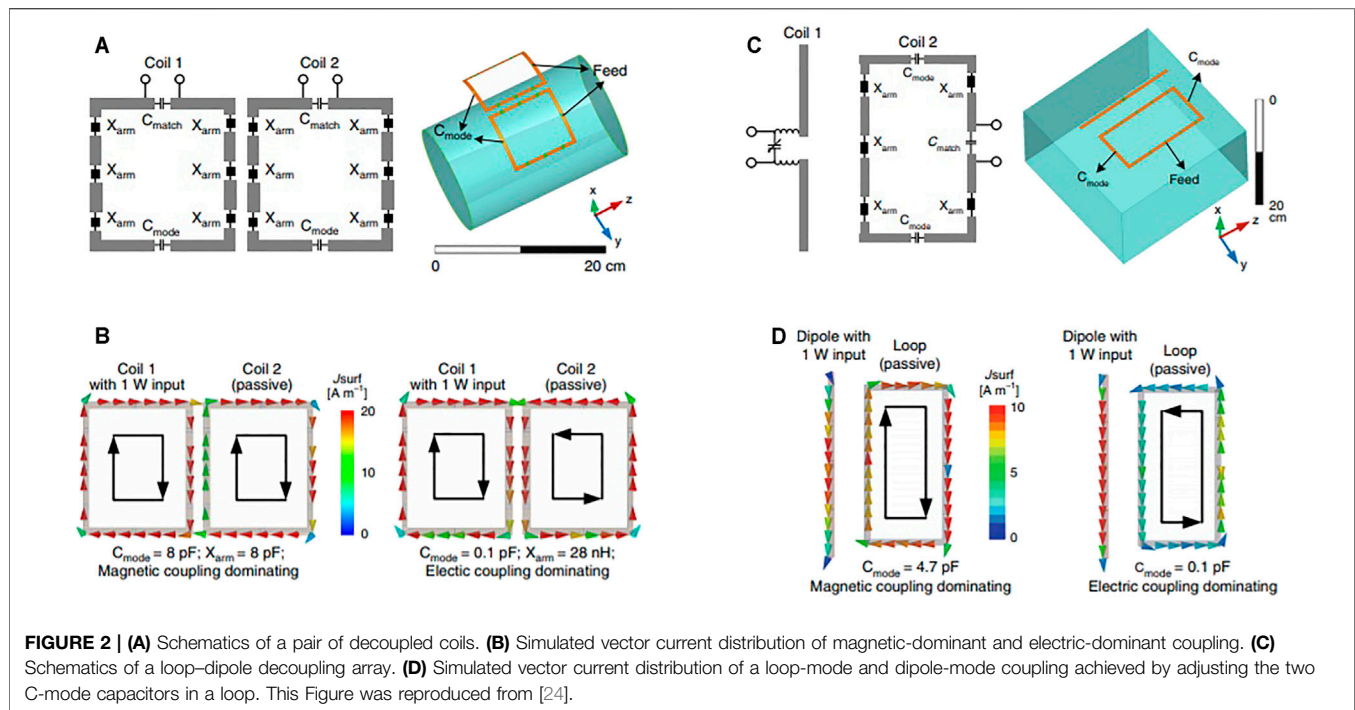 A
Coil 1
Coil 2
Cmatch
Cmatch
Xarm
Xarm
Xarm
Xarm
Xarm
Xarm
Xarm
Xarm
Xarm
Xarm
Xarm
Xarm
Cmode
Cmode
Feed
Cmode
x
z
y
0
20 cm
C
Coil 1
Coil 2
Cmode
Xarm
Xarm
Xarm
Cmatch
Xarm
Xarm
Cmode
Cmode
Cmode
Feed
0
20
cm
x
z
y
B
Coil 1
with 1 W input
Coil 2
(passive)
Jsurf
[A m⁻¹]
20
10
0
Cmode = 8 pF; Xarm = 8 pF;
Magnetic coupling dominating
Coil 1
with 1 W input
Coil 2
(passive)
Cmode = 0.1 pF; Xarm = 28 nH;
Electic coupling dominating
D
Dipole with
1 W input
Loop
(passive)
Jsurf
[A m⁻¹]
10
5
0
Cmode = 4.7 pF
Magnetic coupling dominating
Dipole with
1 W input
Loop
(passive)
Cmode = 0.1 pF
Electric coupling dominating
FIGURE 2 | (A) Schematics of a pair of decoupled coils. (B) Simulated vector current distribution of magnetic-dominant and electric-dominant coupling. (C)
Schematics of a loop–dipole decoupling array. (D) Simulated vector current distribution of a loop-mode and dipole-mode coupling achieved by adjusting the two
C-mode capacitors in a loop. This Figure was reproduced from [24].